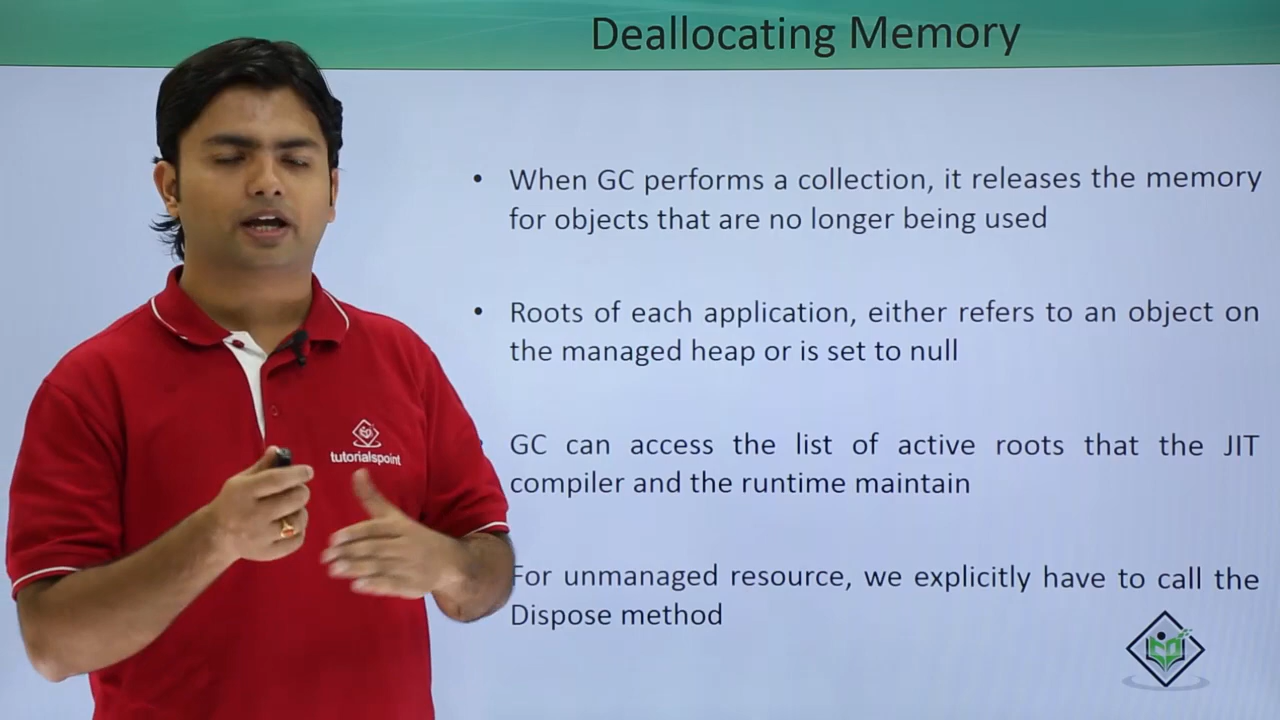 Deallocating Memory
• When GC performs a collection, it releases the memory
for objects that are no longer being used
• Roots of each application, either refers to an object on
the managed heap or is set to null
GC can access the list of active roots that the JIT
compiler and the runtime maintain
For unmanaged resource, we explicitly have to call the
Dispose method
tutorialspoint